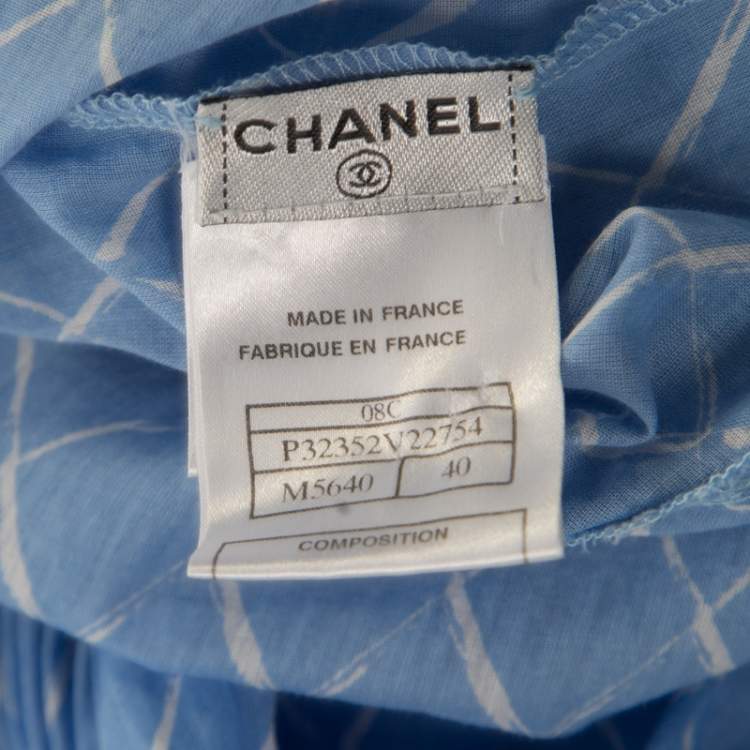 CHANEL
MADE IN FRANCE
FABRIQUE EN FRANCE
08C
P32352V22754
M5640 40
COMPOSITION